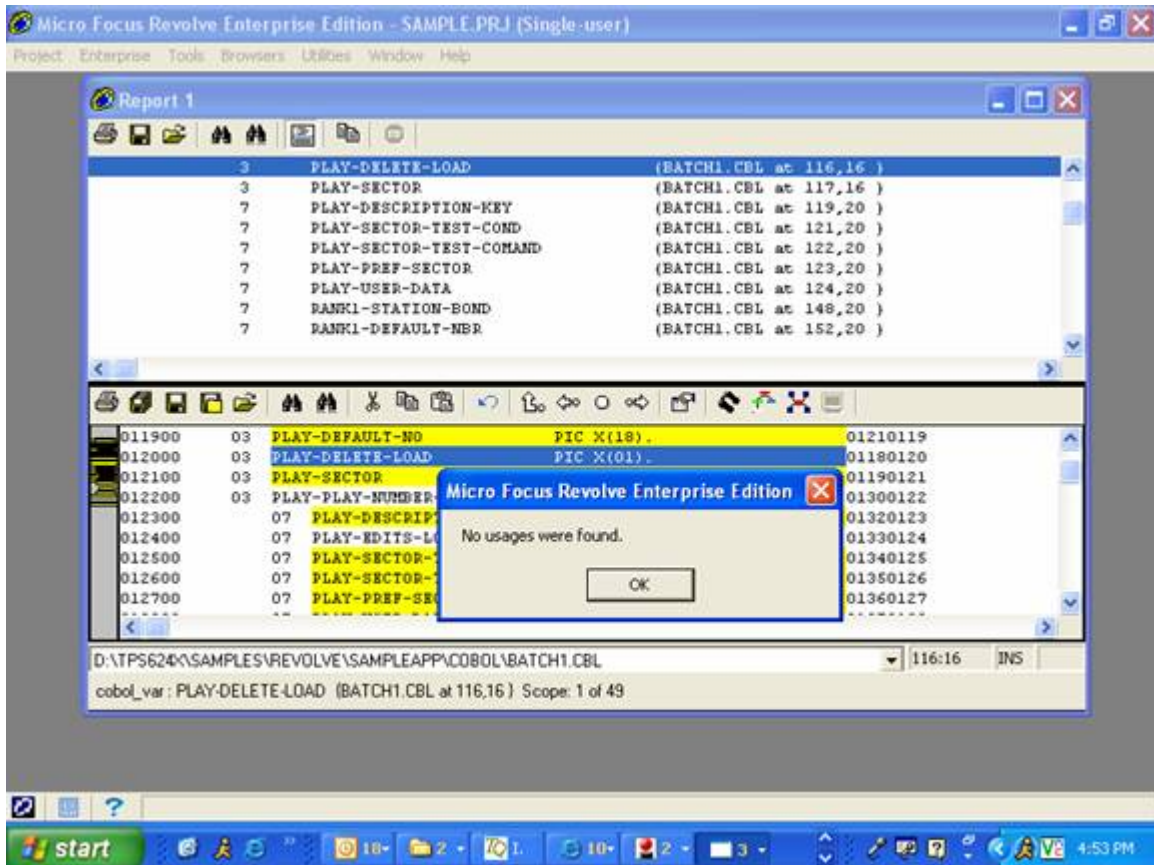 Micro Focus Revolve Enterprise Edition - SAMPLE.PRJ (Single-user)
Project Enterprise Tools Browsers Utilities Window Help
Report 1
3 PLAY-DELETE-LOAD (BATCH1.CBL at 116,16 )
3 PLAY-SECTOR (BATCH1.CBL at 117,16 )
7 PLAY-DESCRIPTION-KEY (BATCH1.CBL at 119,20 )
7 PLAY-SECTOR-TEST-COND (BATCH1.CBL at 121,20 )
7 PLAY-SECTOR-TEST-COMAND (BATCH1.CBL at 122,20 )
7 PLAY-PREF-SECTOR (BATCH1.CBL at 123,20 )
7 PLAY-USER-DATA (BATCH1.CBL at 124,20 )
7 RANK1-STATION-BOND (BATCH1.CBL at 148,20 )
7 RANK1-DEFAULT-NBR (BATCH1.CBL at 152,20 )
011900 03 PLAY-DEFAULT-NO PIC X(18). 01210119
012000 03 PLAY-DELETE-LOAD PIC X(01). 01180120
012100 03 PLAY-SECTOR 01190121
012200 03 PLAY-PLAY-NUMBER- 01300122
012300 07 PLAY-DESCRIPT 01320123
012400 07 PLAY-EDITS-LO 01330124
012500 07 PLAY-SECTOR-T 01340125
012600 07 PLAY-SECTOR-T 01350126
012700 07 PLAY-PREF-SEC 01360127
Micro Focus Revolve Enterprise Edition
No usages were found.
OK
D:\TPS624X\SAMPLES\REVOLVE\SAMPLEAPP\COBOL\BATCH1.CBL 116:16 INS
cobol_var : PLAY-DELETE-LOAD (BATCH1.CBL at 116,16 ) Scope: 1 of 49
start 18 2 I. 10 2 3 4:53 PM